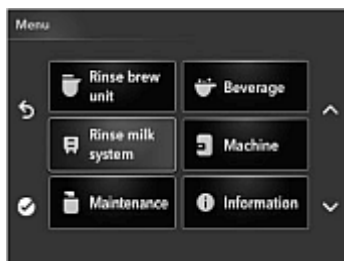 Menu
Rinse brew
unit
Beverage
Rinse milk
system
Machine
Maintenance
Information